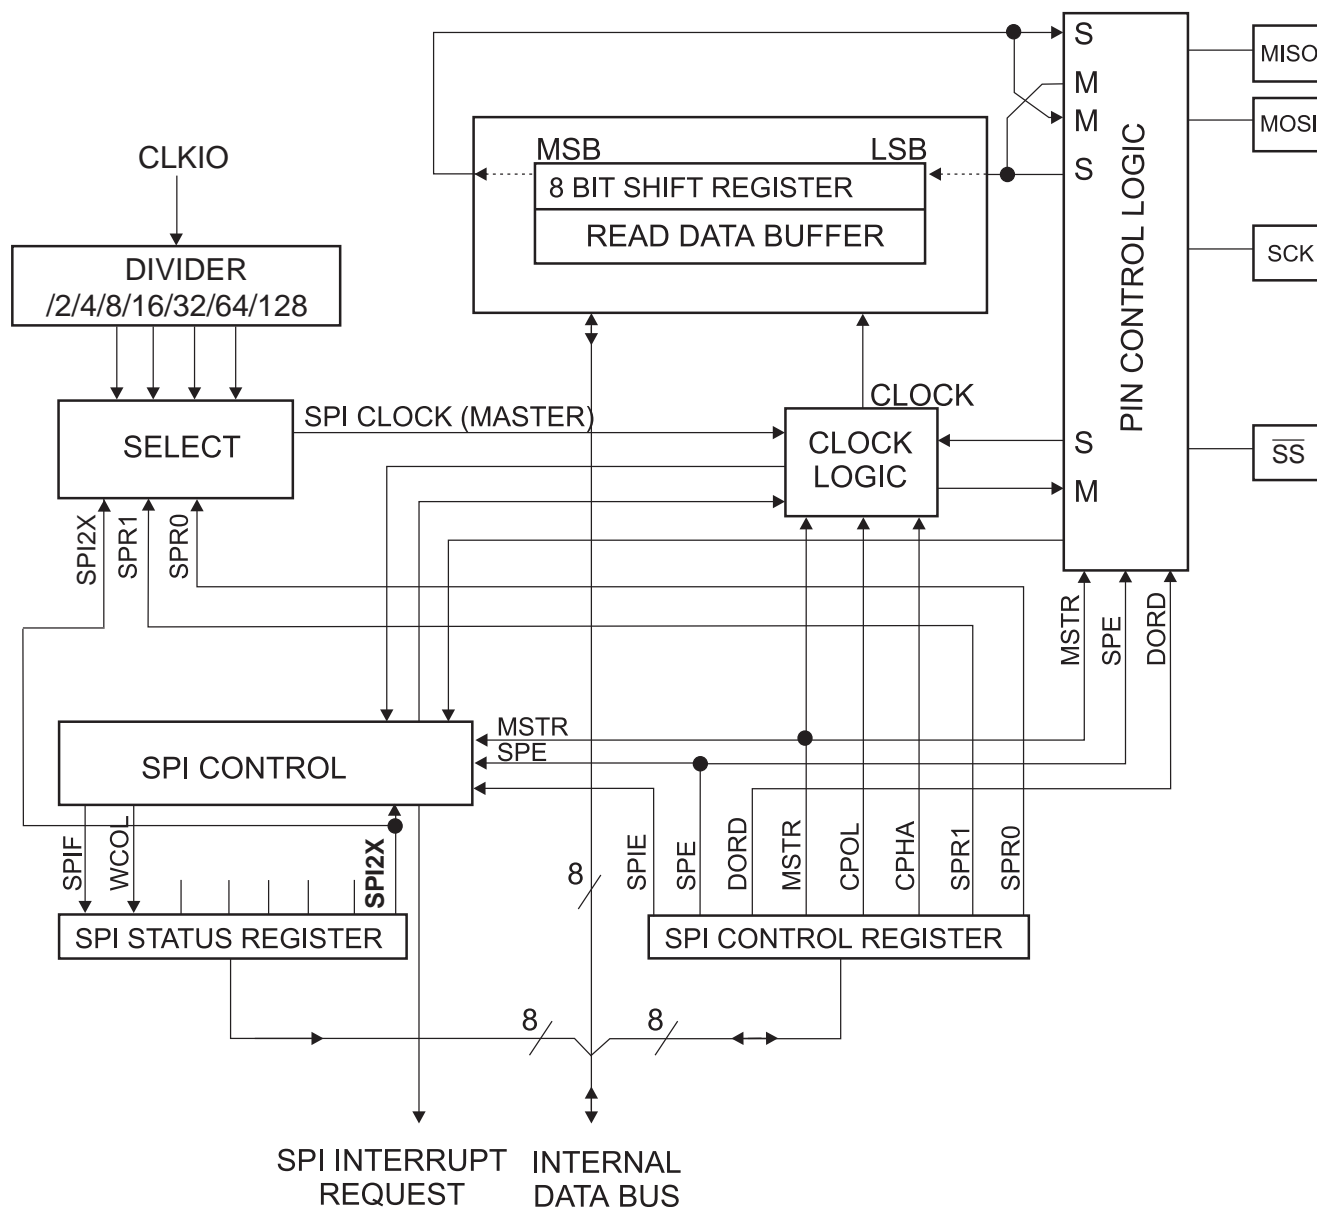 S
MISO
M
M
MOSI
MSB
LSB
S
CLKIO
8 BIT SHIFT REGISTER
READ DATA BUFFER
PIN CONTROL LOGIC
SCK
DIVIDER
/2/4/8/16/32/64/128
CLOCK
SPI CLOCK (MASTER)
SELECT
CLOCK
LOGIC
S
SS
M
SPI2X
SPR1
SPR0
MSTR
SPE
DORD
MSTR
SPE
SPI CONTROL
SPIF
WCOL
SPI2X
8
SPIE
SPE
DORD
MSTR
CPOL
CPHA
SPR1
SPR0
SPI STATUS REGISTER
SPI CONTROL REGISTER
8
8
SPI INTERRUPT
REQUEST
INTERNAL
DATA BUS